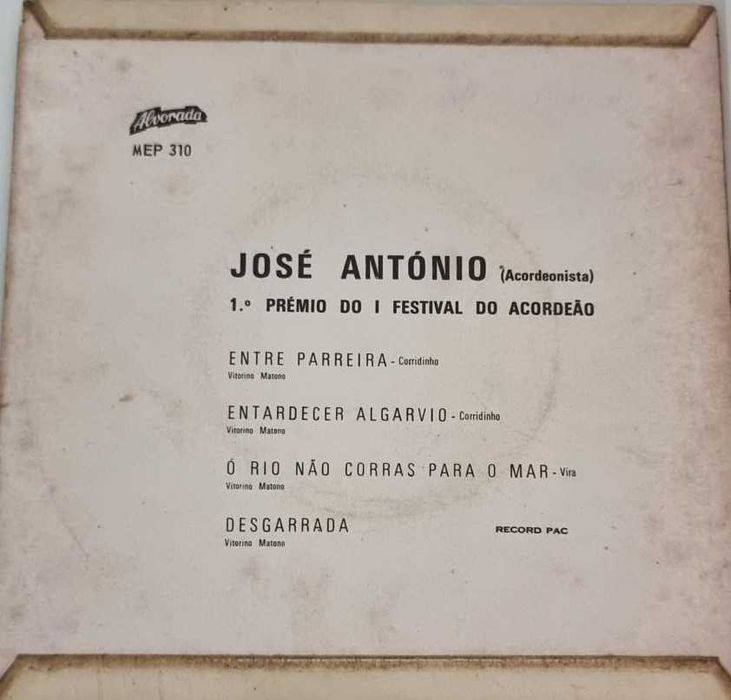 Alvorada
MEP 310
JOSÉ ANTÓNIO (Acordeonista)
1.º PRÉMIO DO I FESTIVAL DO ACORDEÃO
ENTRE PARREIRA - Corridinho
Vitorino Matono
ENTARDECER ALGARVIO - Corridinho
Vitorino Matono
Ó RIO NÃO CORRAS PARA O MAR - Vira
Vitorino Matono
DESGARRADA RECORD PAC
Vitorino Matono